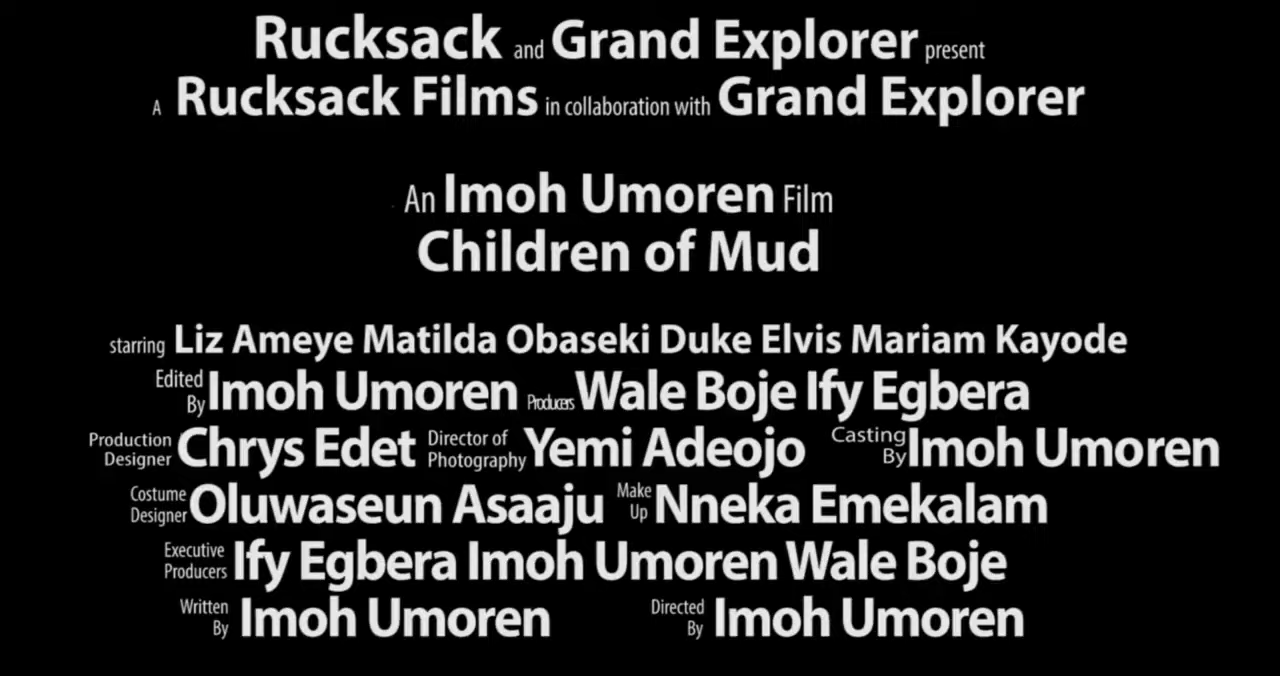 Rucksack and Grand Explorer present
A Rucksack Films in collaboration with Grand Explorer
An Imoh Umoren Film
Children of Mud
starring Liz Ameye Matilda Obaseki Duke Elvis Mariam Kayode
Edited By Imoh Umoren Producers Wale Boje Ify Egbera
Production Designer Chrys Edet Director of Photography Yemi Adeojo Casting By Imoh Umoren
Costume Designer Oluwaseun Asaaju Make Up Nneka Emekalam
Executive Producers Ify Egbera Imoh Umoren Wale Boje
Written By Imoh Umoren Directed By Imoh Umoren